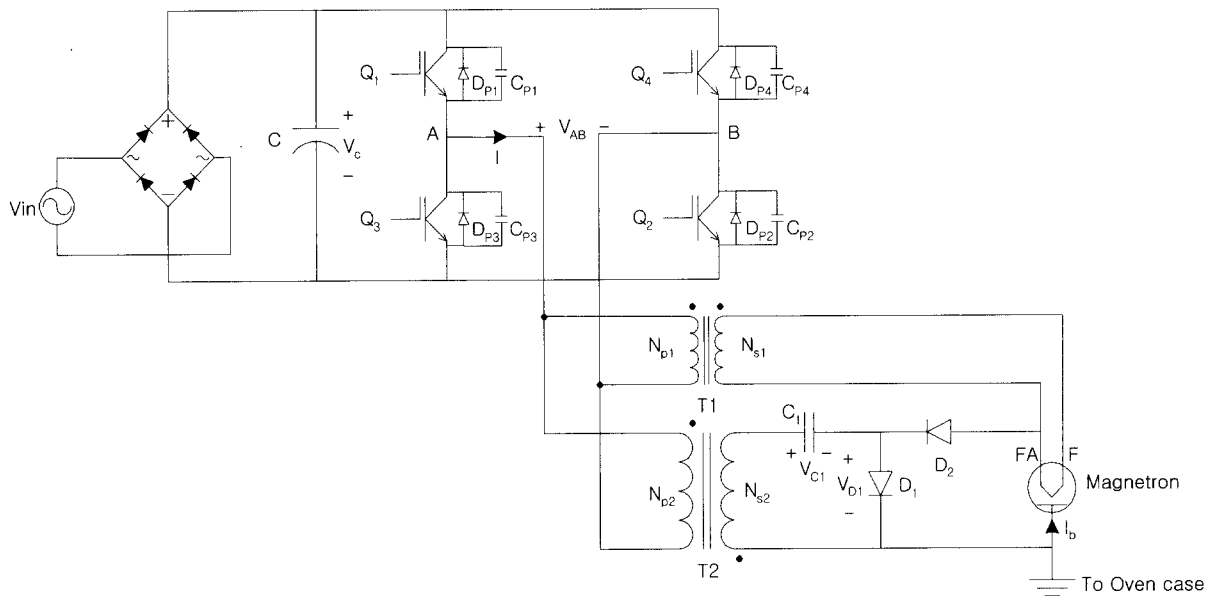 Q1
DP1
CP1
Q4
DP4
CP4
+
~
~
−
C
+
Vc
−
A
I
+ VAB −
B
Vin
Q3
DP3
CP3
Q2
DP2
CP2
Np1
Ns1
T1
C1
+ −
VC1
+
VD1
−
D1
D2
FA F
Magnetron
Np2
Ns2
Ib
T2
To Oven case